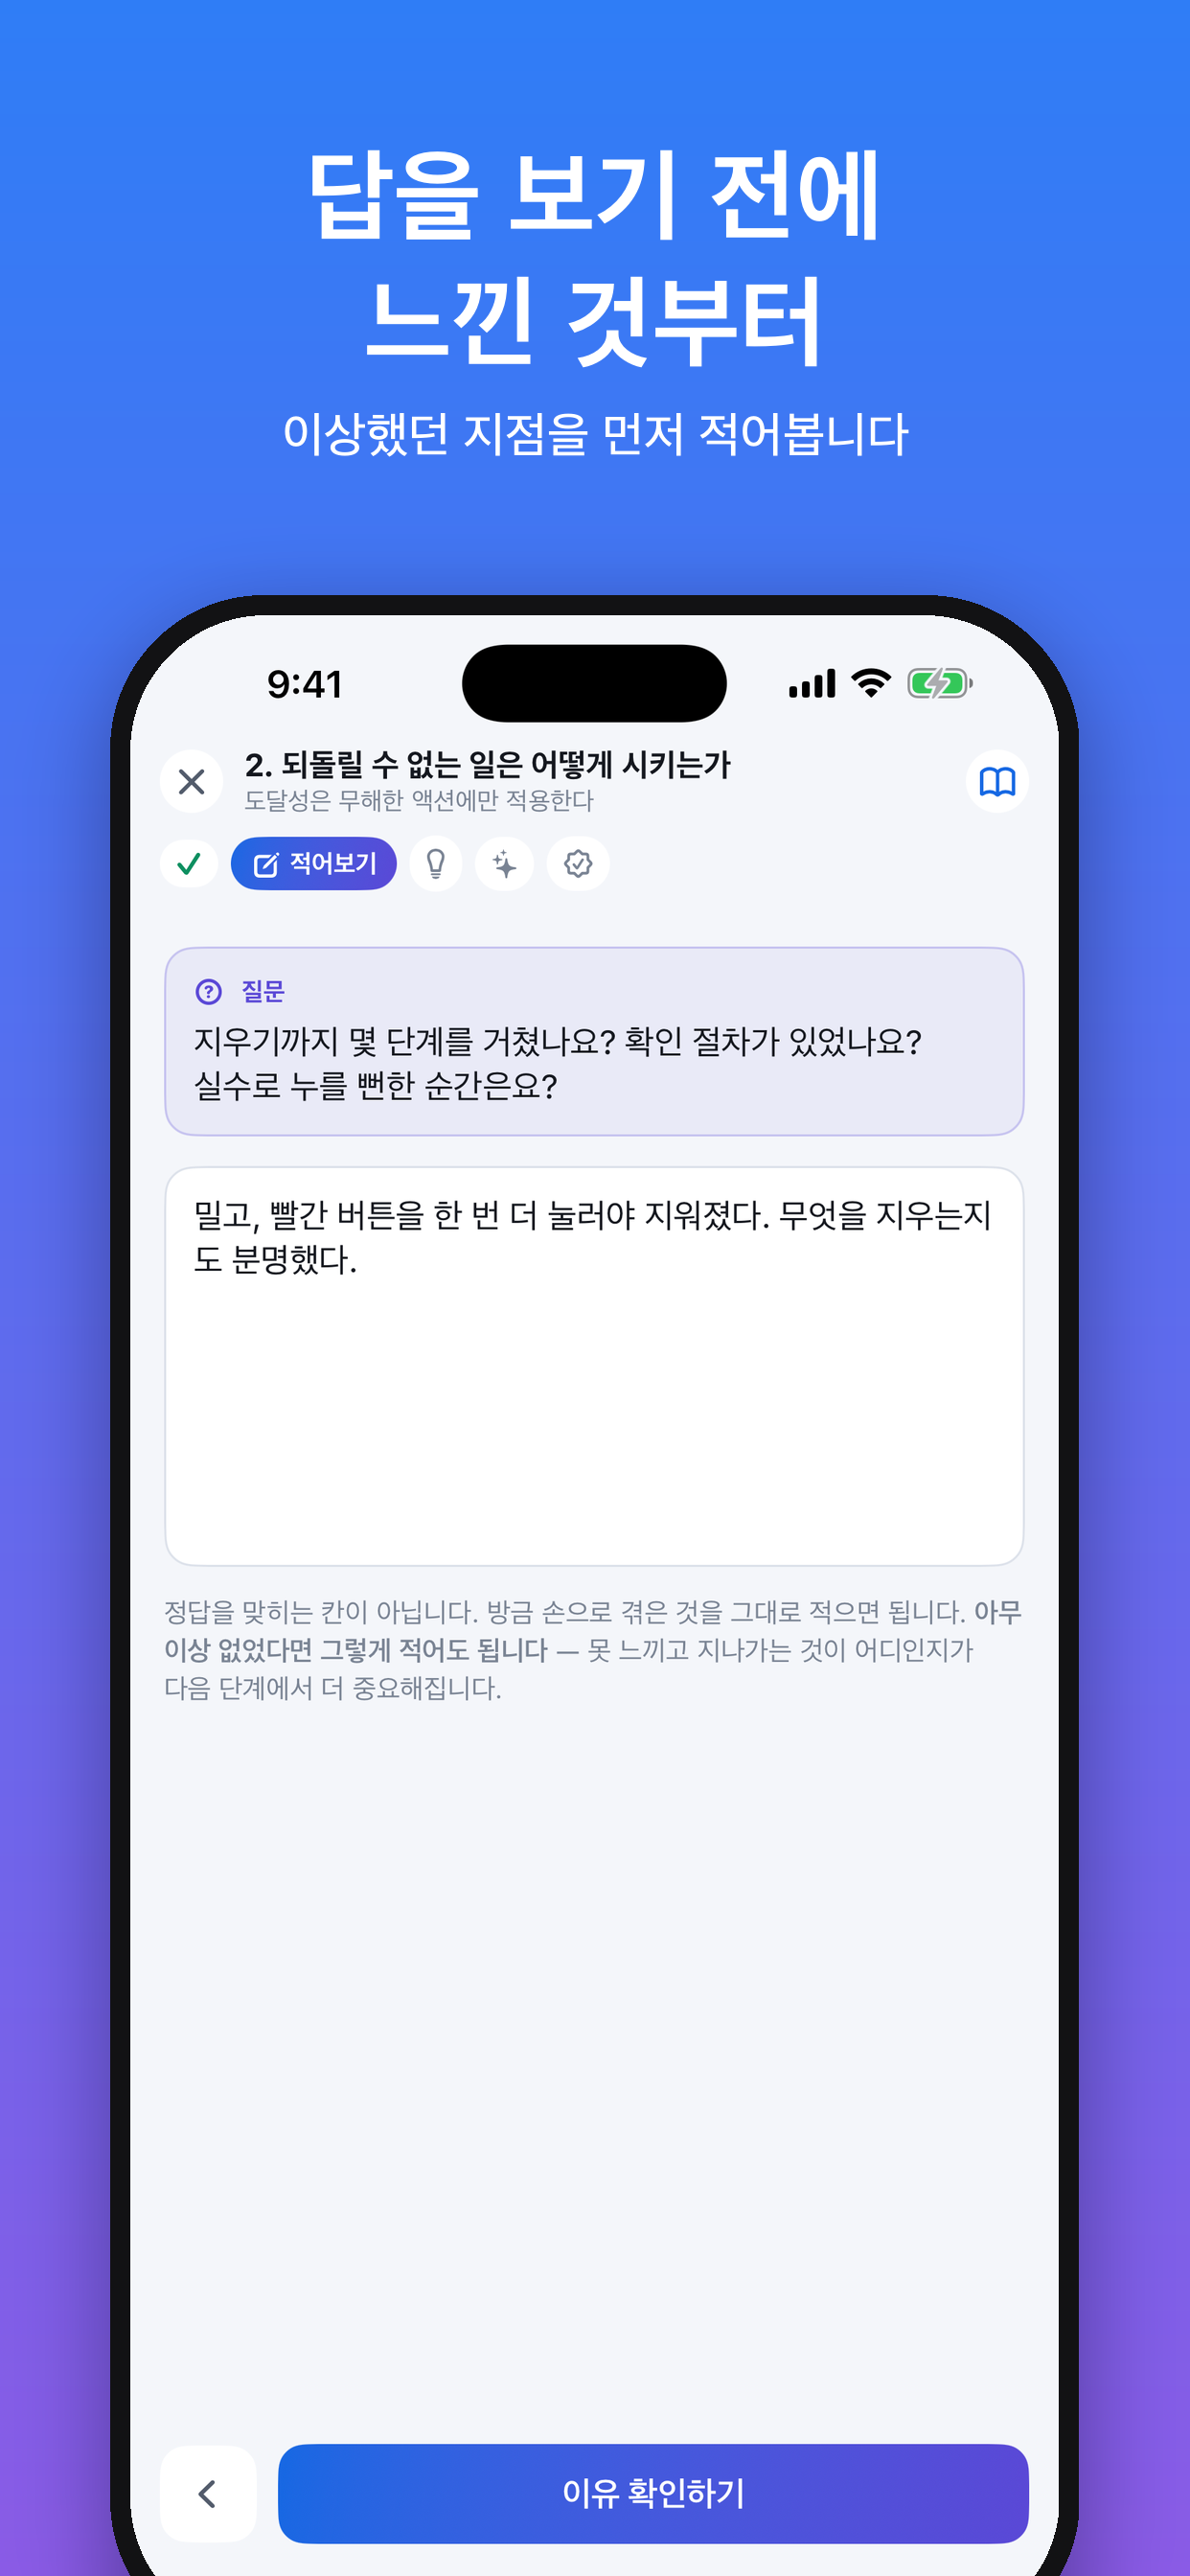 답을 보기 전에
느낀 것부터
이상했던 지점을 먼저 적어봅니다
9:41
2. 되돌릴 수 없는 일은 어떻게 시키는가
도달성은 무해한 액션에만 적용한다
적어보기
질문
지우기까지 몇 단계를 거쳤나요? 확인 절차가 있었나요?
실수로 누를 뻔한 순간은요?
밀고, 빨간 버튼을 한 번 더 눌러야 지워졌다. 무엇을 지우는지
도 분명했다.
정답을 맞히는 칸이 아닙니다. 방금 손으로 겪은 것을 그대로 적으면 됩니다. 아무
이상 없었다면 그렇게 적어도 됩니다 — 못 느끼고 지나가는 것이 어디인지가
다음 단계에서 더 중요해집니다.
이유 확인하기